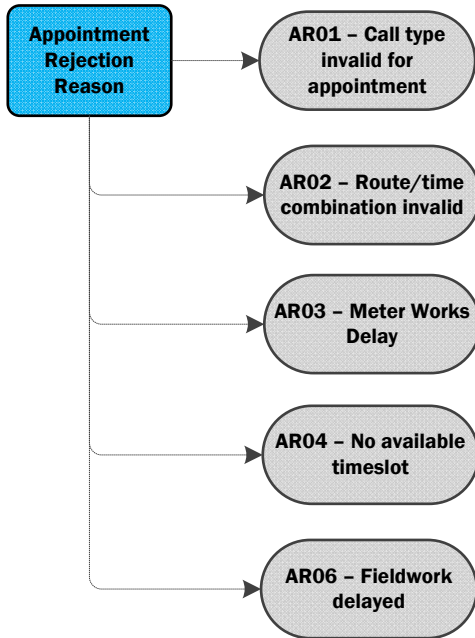 Appointment
Rejection
Reason
AR01 – Call type
invalid for
appointment
AR02 – Route/time
combination invalid
AR03 – Meter Works
Delay
AR04 – No available
timeslot
AR06 – Fieldwork
delayed